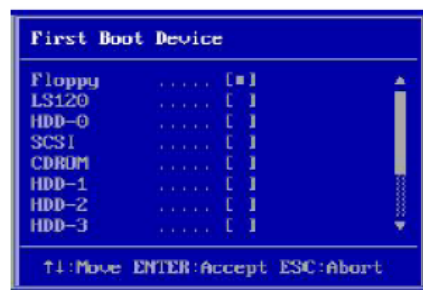 First Boot Device
Floppy ..... [■]
LS120 ..... [ ]
HDD-0 ..... [ ]
SCSI ..... [ ]
CDROM ..... [ ]
HDD-1 ..... [ ]
HDD-2 ..... [ ]
HDD-3 ..... [ ]
↑↓:Move ENTER:Accept ESC:Abort